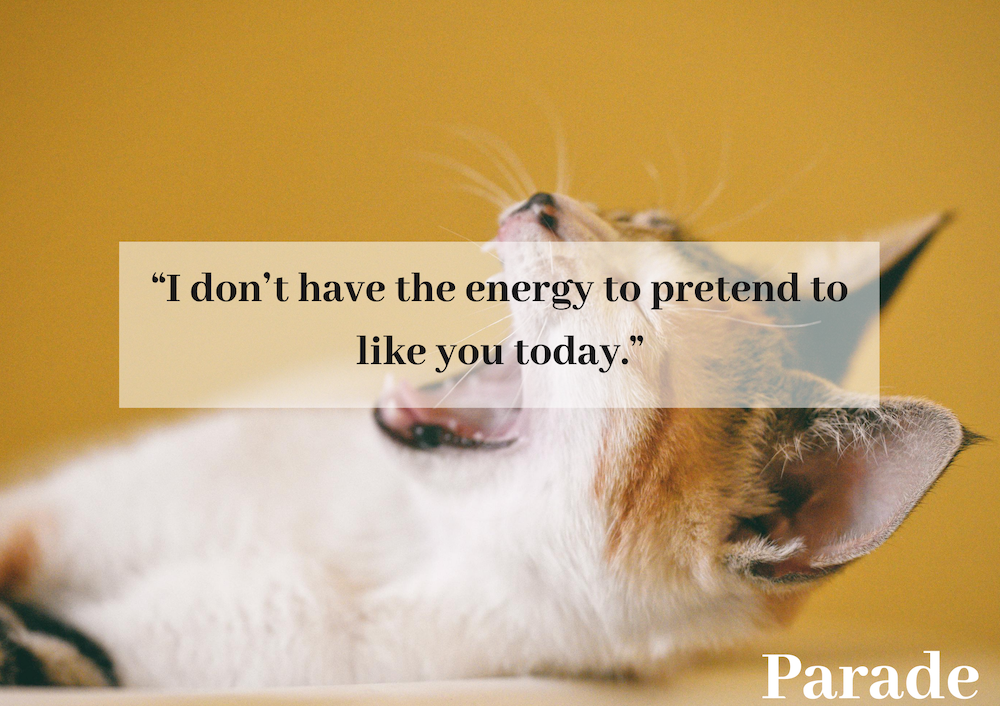 “I don’t have the energy to pretend to
like you today.”
Parade